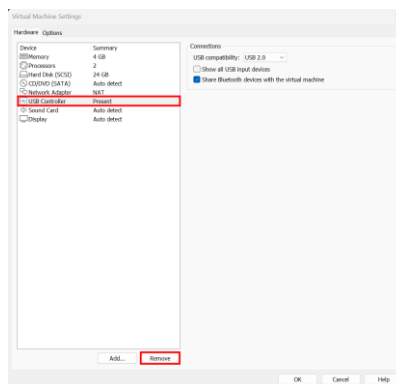 Virtual Machine Settings
Hardware Options
Device Summary
Memory 4 GB
Processors 2
Hard Disk (SCSI) 24 GB
CD/DVD (SATA) Auto detect
Network Adapter NAT
USB Controller Present
Sound Card Auto detect
Display Auto detect
Add... Remove
Connections
USB compatibility: USB 2.0
Show all USB input devices
Share Bluetooth devices with the virtual machine
OK Cancel Help